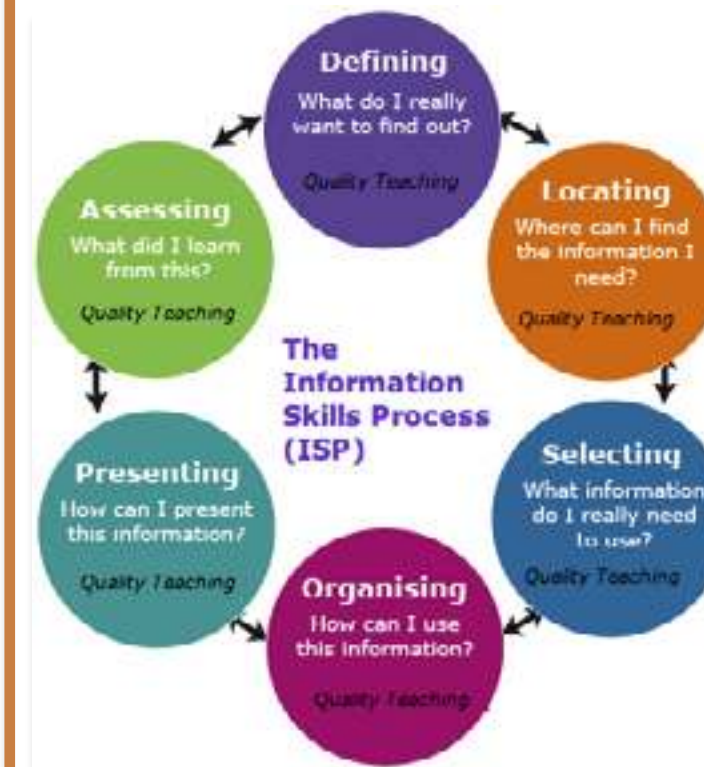 Defining
What do I really
want to find out?
Quality Teaching
Locating
Where can I find
the information I
need?
Quality Teaching
Selecting
What information
do I really need
to use?
Quality Teaching
Organising
How can I use
this information?
Quality Teaching
Presenting
How can I present
this information?
Quality Teaching
Assessing
What did I learn
from this?
Quality Teaching
The
Information
Skills Process
(ISP)